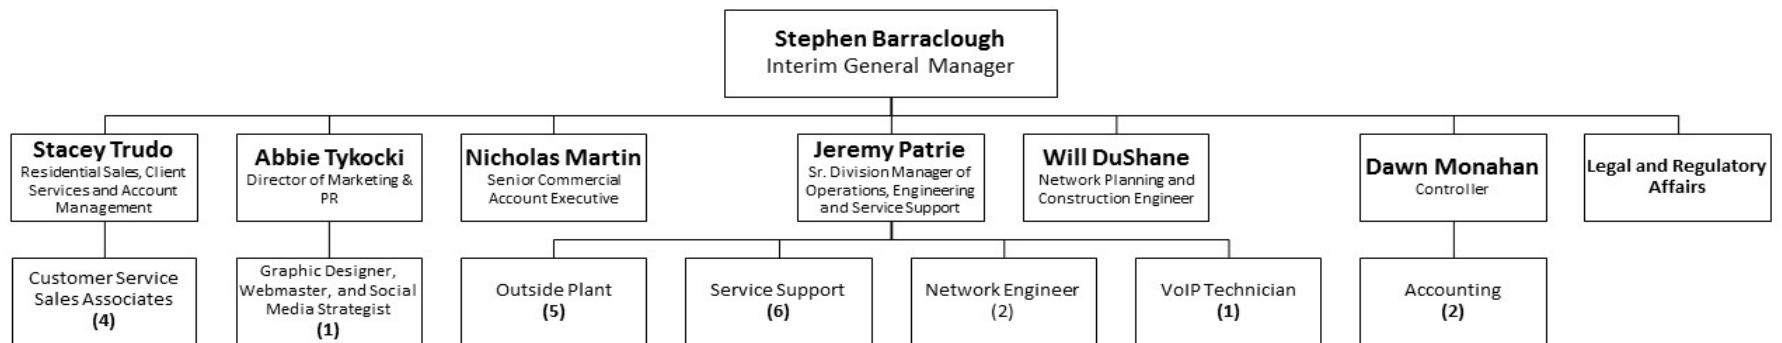 Stephen Barraclough
Interim General Manager
Stacey Trudo
Residential Sales, Client
Services and Account
Management
Abbie Tykocki
Director of Marketing &
PR
Nicholas Martin
Senior Commercial
Account Executive
Jeremy Patrie
Sr. Division Manager of
Operations, Engineering
and Service Support
Will DuShane
Network Planning and
Construction Engineer
Dawn Monahan
Controller
Legal and Regulatory
Affairs
Customer Service
Sales Associates
(4)
Graphic Designer,
Webmaster, and Social
Media Strategist
(1)
Outside Plant
(5)
Service Support
(6)
Network Engineer
(2)
VoIP Technician
(1)
Accounting
(2)